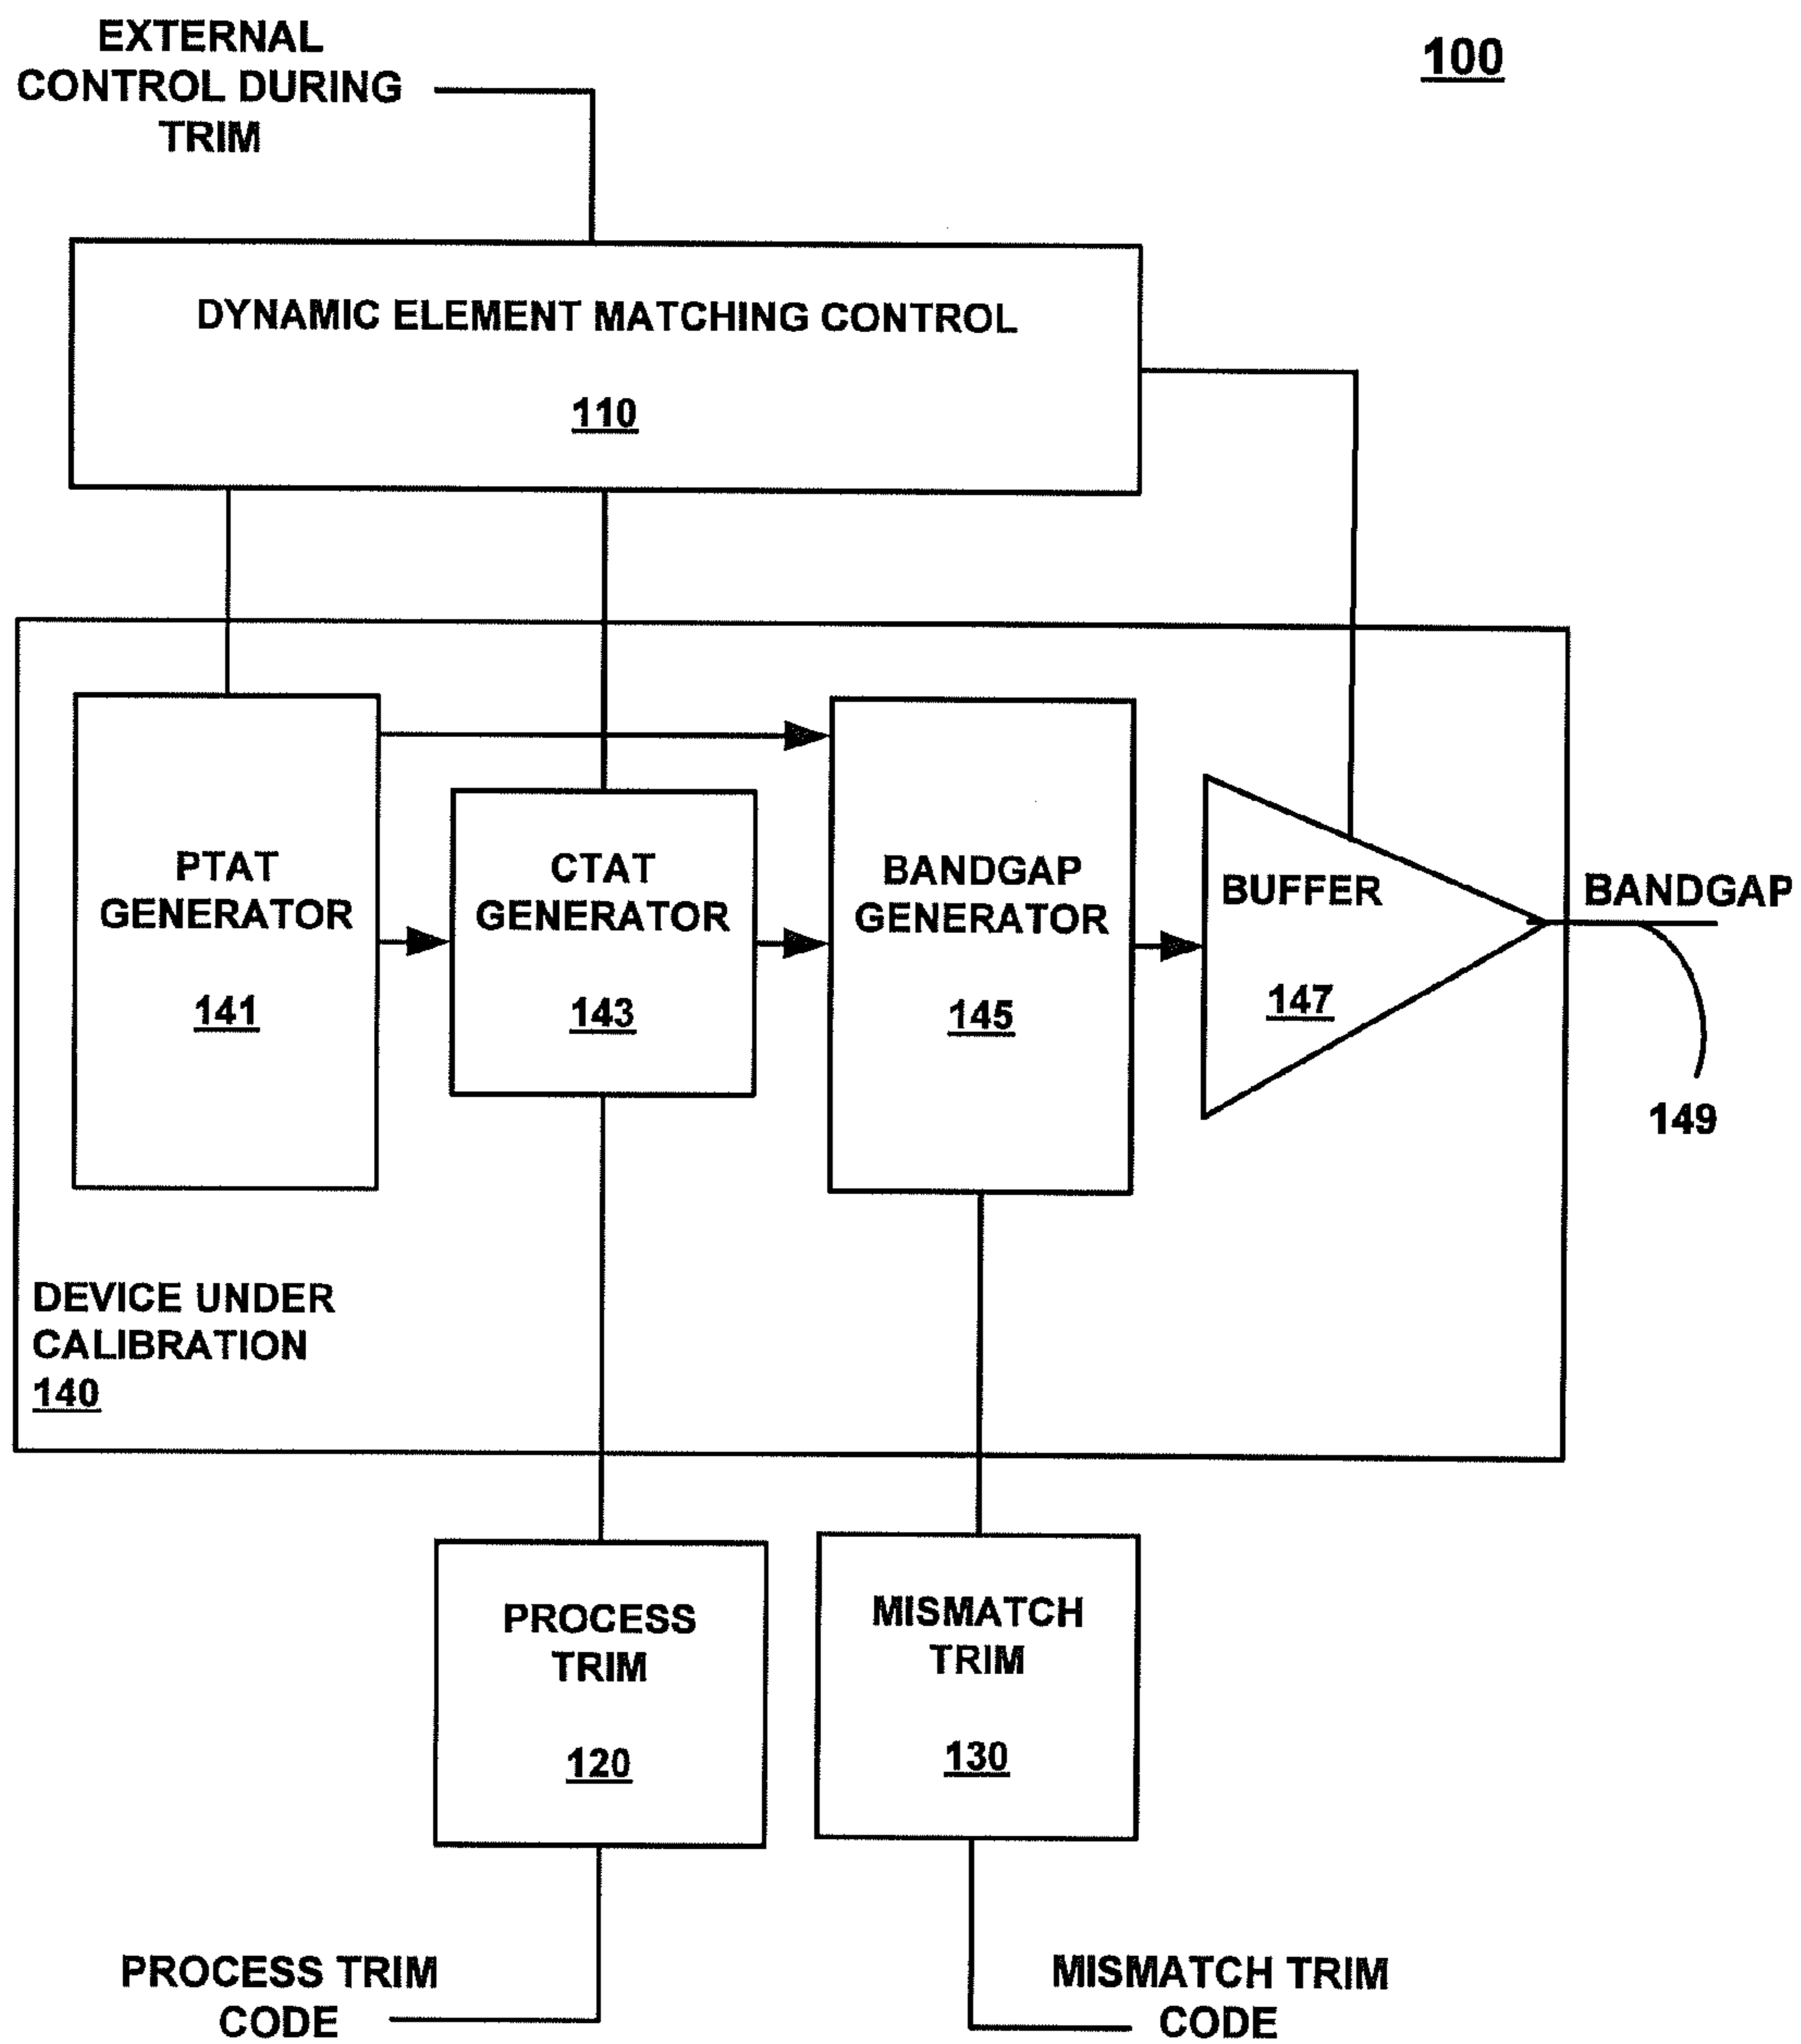 EXTERNAL
CONTROL DURING
TRIM
100
DYNAMIC ELEMENT MATCHING CONTROL
110
PTAT
GENERATOR
141
CTAT
GENERATOR
143
BANDGAP
GENERATOR
145
BUFFER
147
BANDGAP
149
DEVICE UNDER
CALIBRATION
140
PROCESS
TRIM
120
MISMATCH
TRIM
130
PROCESS TRIM
CODE
MISMATCH TRIM
CODE